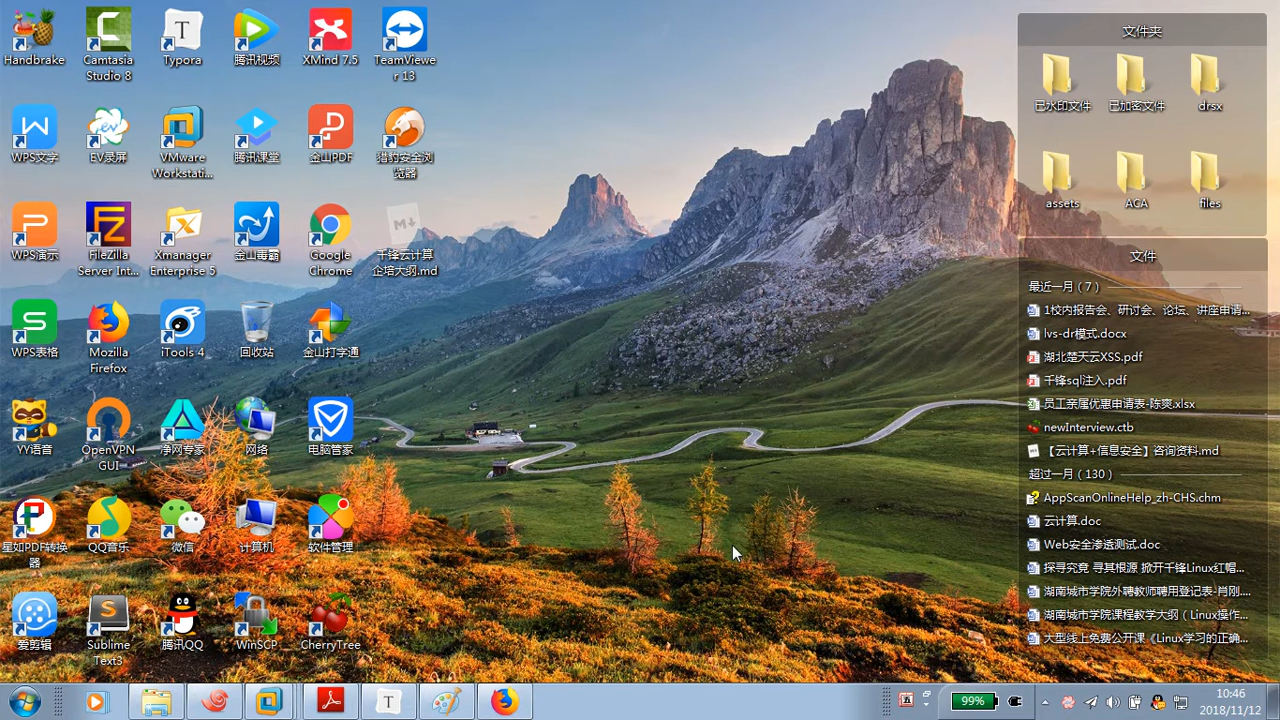 Handbrake
Camtasia
Studio 8
Typora
腾讯视频
XMind 7.5
TeamViewe
r 13
WPS文字
EV录屏
VMware
Workstati...
腾讯课堂
金山PDF
猎豹安全浏
览器
WPS演示
FileZilla
Server Int...
Xmanager
Enterprise 5
金山毒霸
Google
Chrome
千锋云计算
企培大纲.md
WPS表格
Mozilla
Firefox
iTools 4
回收站
金山打字通
YY语音
OpenVPN
GUI
净网专家
网络
电脑管家
星如PDF转换
器
QQ音乐
微信
计算机
软件管理
爱剪辑
Sublime
Text3
腾讯QQ
WinSCP
CherryTree
文件夹
已水印文件
已加密文件
drsx
assets
ACA
files
文件
最近一月 ( 7 )
1校内报告会、研讨会、论坛、讲座申请...
lvs-dr模式.docx
湖北楚天云XSS.pdf
千锋sql注入.pdf
员工亲属优惠申请表-陈爽.xlsx
newInterview.ctb
【云计算+信息安全】咨询资料.md
超过一月 ( 130 )
AppScanOnlineHelp_zh-CHS.chm
云计算.doc
Web安全渗透测试.doc
探寻究竟 寻其根源 掀开千锋Linux红帽...
湖南城市学院外聘教师聘用登记表-肖刚....
湖南城市学院课程教学大纲（Linux操作...
大型线上免费公开课《Linux学习的正确...
99%
10:46
2018/11/12